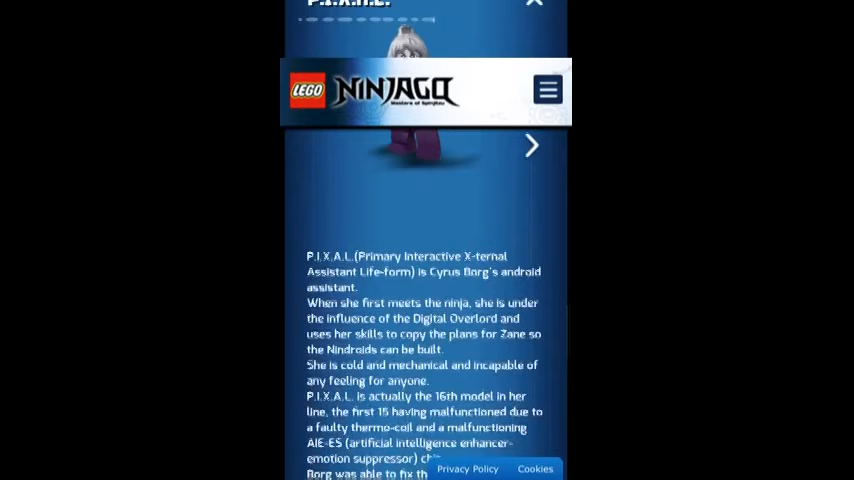 P.I.X.A.L.
LEGO NINJAGO
Masters of Spinjitzu
P.I.X.A.L.(Primary Interactive X-ternal
Assistant Life-form) is Cyrus Borg's android
assistant.
When she first meets the ninja, she is under
the influence of the Digital Overlord and
uses her skills to copy the plans for Zane so
the Nindroids can be built.
She is cold and mechanical and incapable of
any feeling for anyone.
P.I.X.A.L. is actually the 16th model in her
line, the first 15 having malfunctioned due to
a faulty thermo-coil and a malfunctioning
AIE-ES (artificial intelligence enhancer-
emotion suppressor)
Borg was able to fix
Privacy Policy Cookies